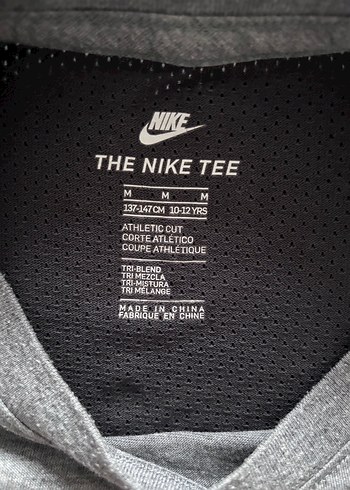 NIKE
THE NIKE TEE
M M M
137-147CM 10-12 YRS
ATHLETIC CUT
CORTE ATLÉTICO
COUPE ATHLÉTIQUE
TRI-BLEND
TRI MEZCLA
TRI-MISTURA
TRI MÉLANGE
MADE IN CHINA
FABRIQUÉ EN CHINE